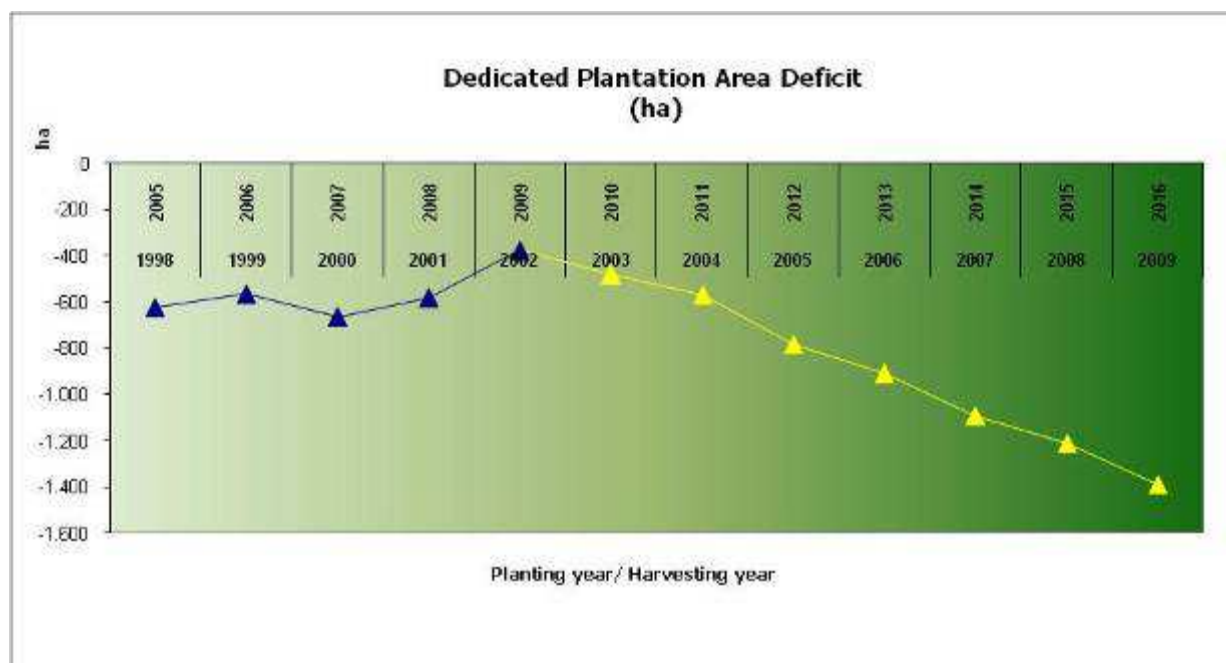 Dedicated Plantation Area Deficit
(ha)
ha
0
-200
-400
-600
-800
-1.000
-1.200
-1.400
-1.600
2005 2006 2007 2008 2009 2010 2011 2012 2013 2014 2015 2016
1998 1999 2000 2001 2002 2003 2004 2005 2006 2007 2008 2009
Planting year/ Harvesting year